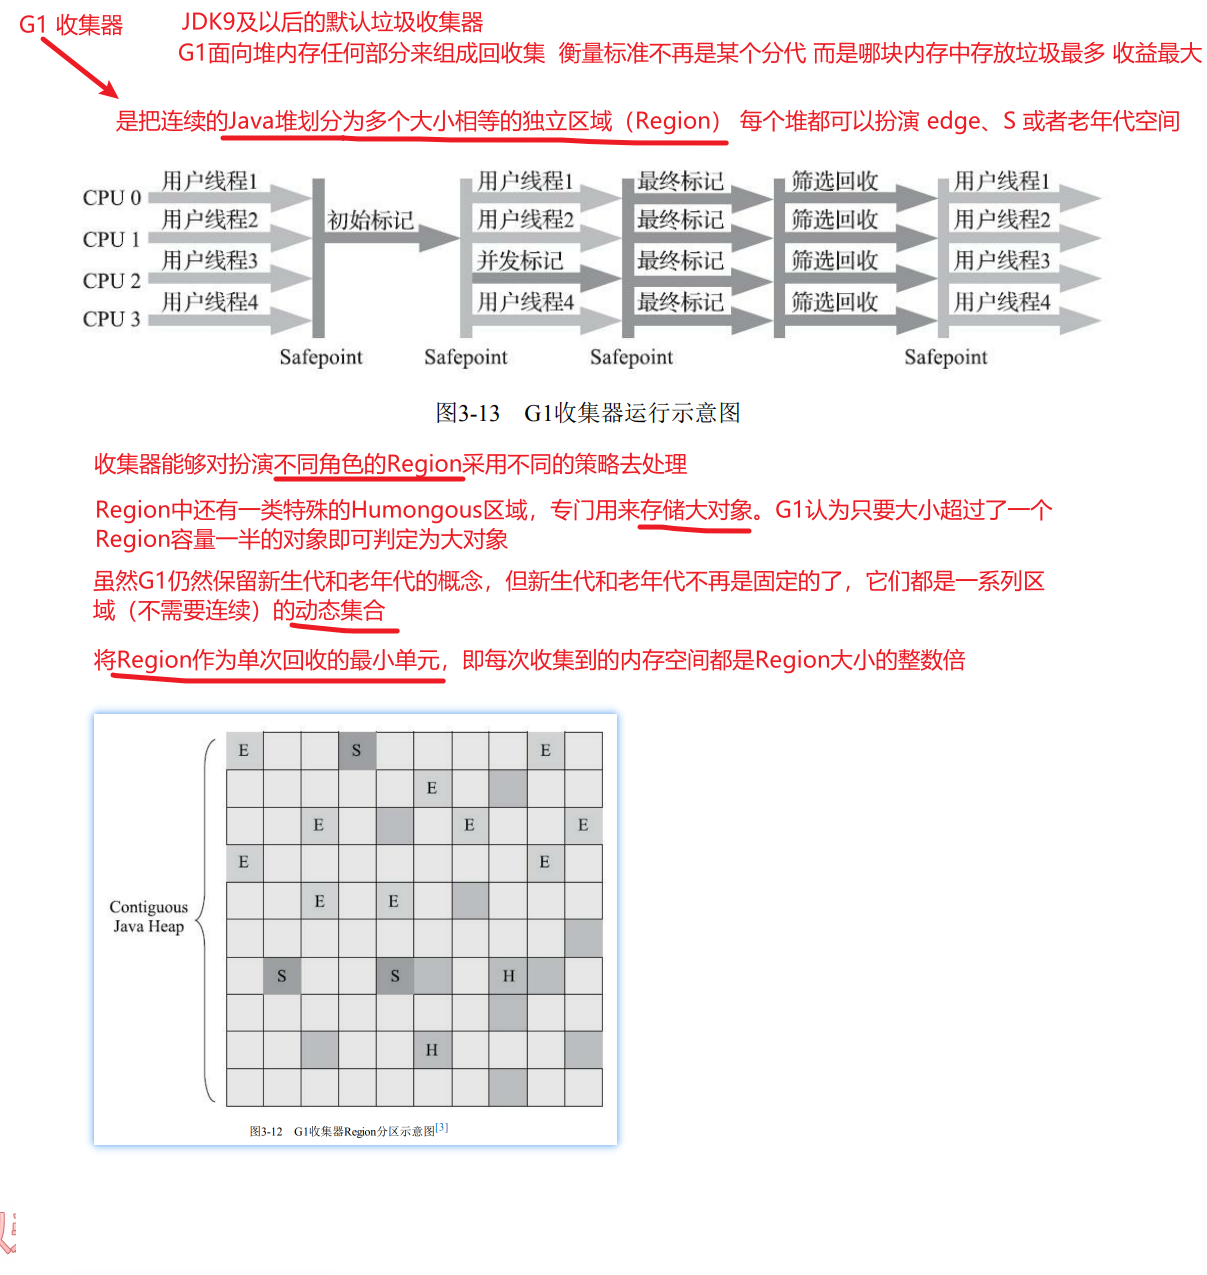 G1 收集器
JDK9及以后的默认垃圾收集器
G1面向堆内存任何部分来组成回收集 衡量标准不再是某个分代 而是哪块内存中存放垃圾最多 收益最大
是把连续的Java堆划分为多个大小相等的独立区域（Region） 每个堆都可以扮演 edge、S 或者老年代空间
CPU 0 用户线程1 用户线程1 最终标记 筛选回收 用户线程1
CPU 1 用户线程2 初始标记 用户线程2 最终标记 筛选回收 用户线程2
CPU 2 用户线程3 并发标记 最终标记 筛选回收 用户线程3
CPU 3 用户线程4 用户线程4 最终标记 筛选回收 用户线程4
Safepoint Safepoint Safepoint Safepoint
图3-13 G1收集器运行示意图
收集器能够对扮演不同角色的Region采用不同的策略去处理
Region中还有一类特殊的Humongous区域，专门用来存储大对象。G1认为只要大小超过了一个
Region容量一半的对象即可判定为大对象
虽然G1仍然保留新生代和老年代的概念，但新生代和老年代不再是固定的了，它们都是一系列区
域（不需要连续）的动态集合
将Region作为单次回收的最小单元，即每次收集到的内存空间都是Region大小的整数倍
E S E
E
E E E
E E
E E
Contiguous
Java Heap
S S H
H
图3-12 G1收集器Region分区示意图[3]